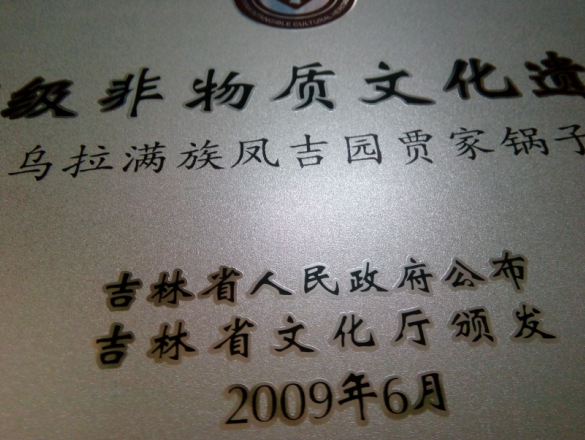 级非物质文化遗
乌拉满族凤吉园贾家锅子
吉林省人民政府公布
吉林省文化厅颁发
2009年6月